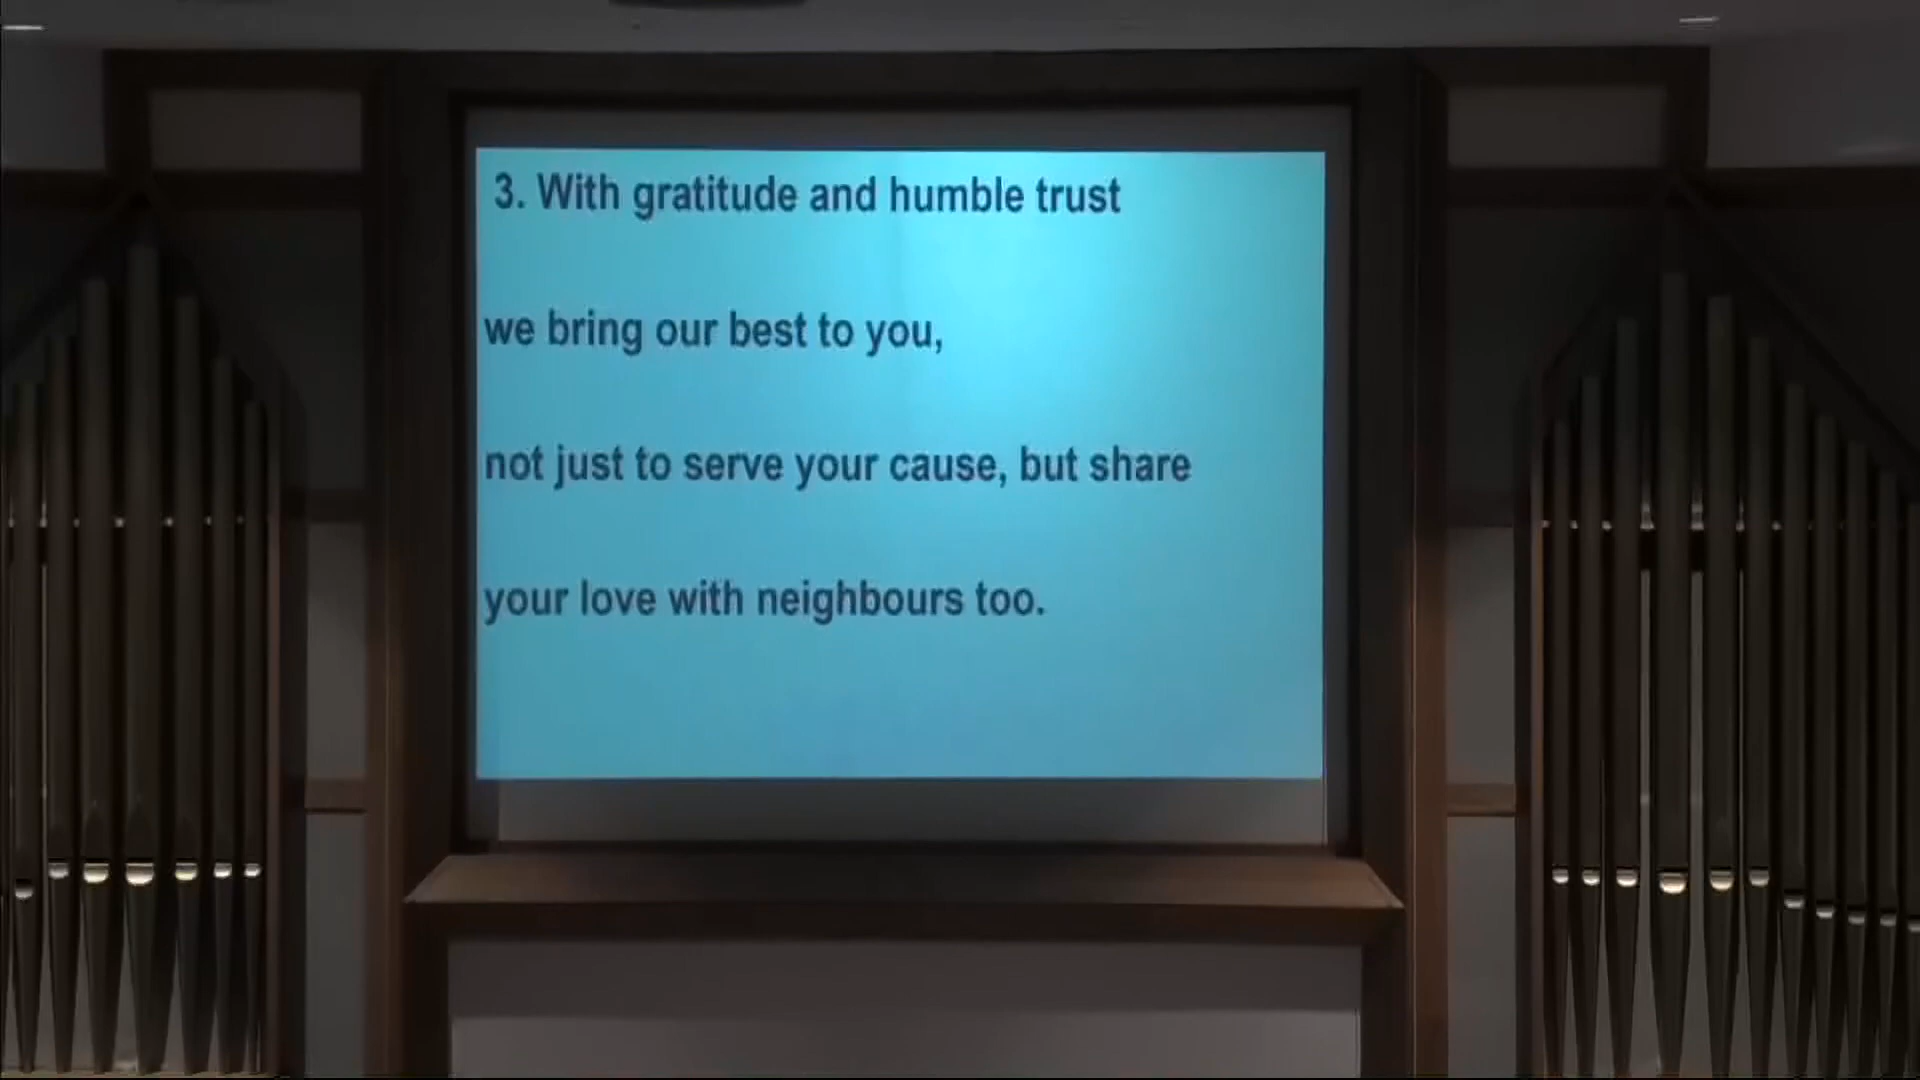 3. With gratitude and humble trust
we bring our best to you,
not just to serve your cause, but share
your love with neighbours too.